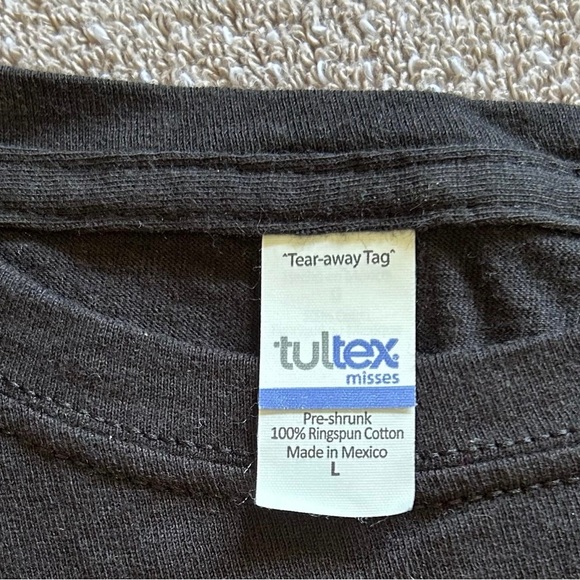 "Tear-away Tag"
tultex
misses
Pre-shrunk
100% Ringspun Cotton
Made in Mexico
L